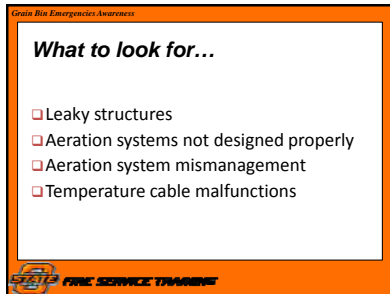 Grain Bin Emergencies Awareness
What to look for…
Leaky structures
Aeration systems not designed properly
Aeration system mismanagement
Temperature cable malfunctions
STATE FIRE SERVICE TRAINING